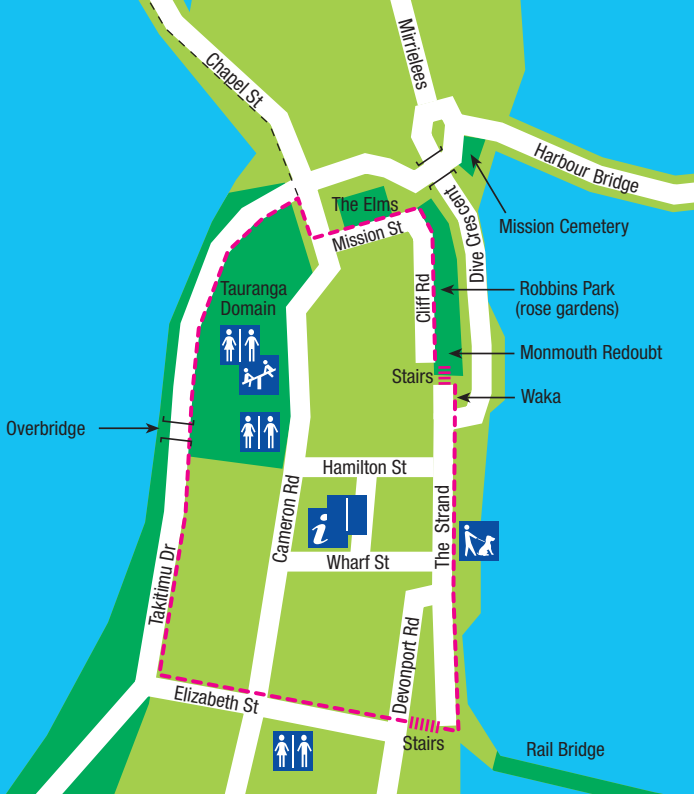 Mirrielees
Chapel St
Harbour Bridge
The Elms
Mission St
Dive Crescent
Mission Cemetery
Tauranga
Domain
Cliff Rd
Robbins Park
(rose gardens)
Monmouth Redoubt
Stairs
Waka
Overbridge
Hamilton St
Cameron Rd
i
The Strand
Wharf St
Takitimu Dr
Devonport Rd
Elizabeth St
Stairs
Rail Bridge